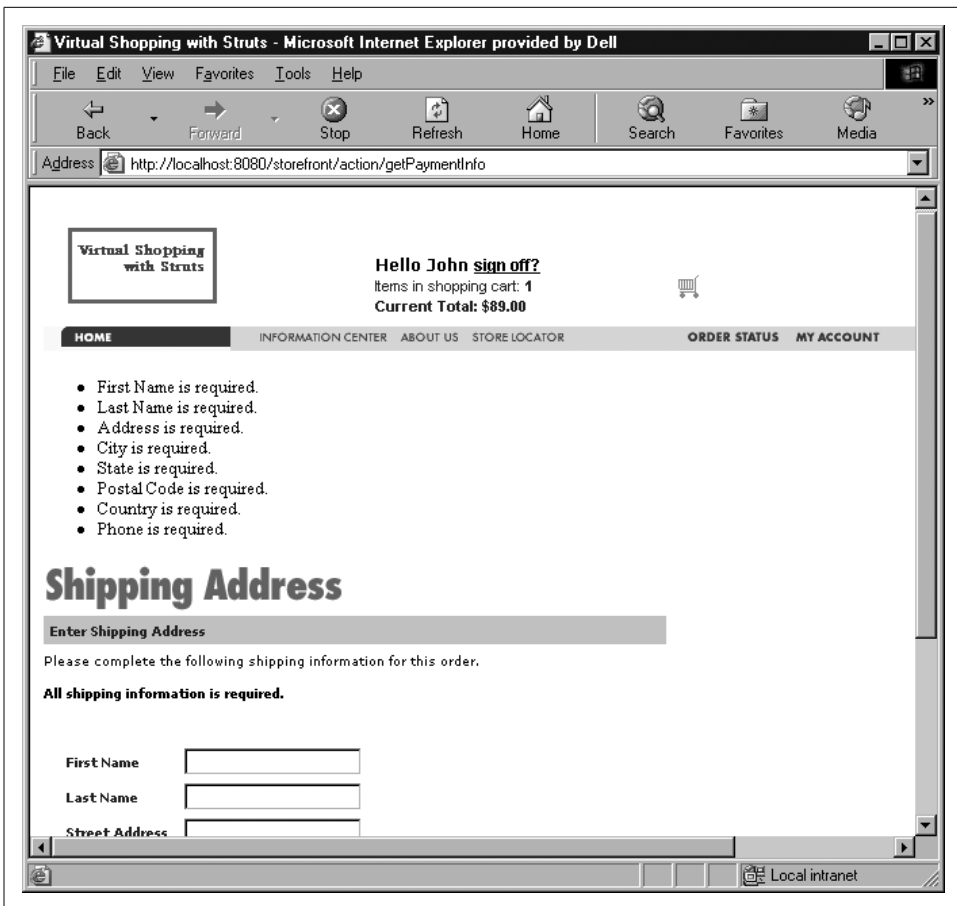 Virtual Shopping with Struts - Microsoft Internet Explorer provided by Dell
File Edit View Favorites Tools Help
Back Forward Stop Refresh Home Search Favorites Media »
Address http://localhost:8080/storefront/action/getPaymentInfo
Virtual Shopping
with Struts
Hello John sign off?
Items in shopping cart: 1
Current Total: $89.00
HOME INFORMATION CENTER ABOUT US STORE LOCATOR ORDER STATUS MY ACCOUNT
• First Name is required.
• Last Name is required.
• Address is required.
• City is required.
• State is required.
• Postal Code is required.
• Country is required.
• Phone is required.
Shipping Address
Enter Shipping Address
Please complete the following shipping information for this order.
All shipping information is required.
First Name
Last Name
Street Address
Local intranet